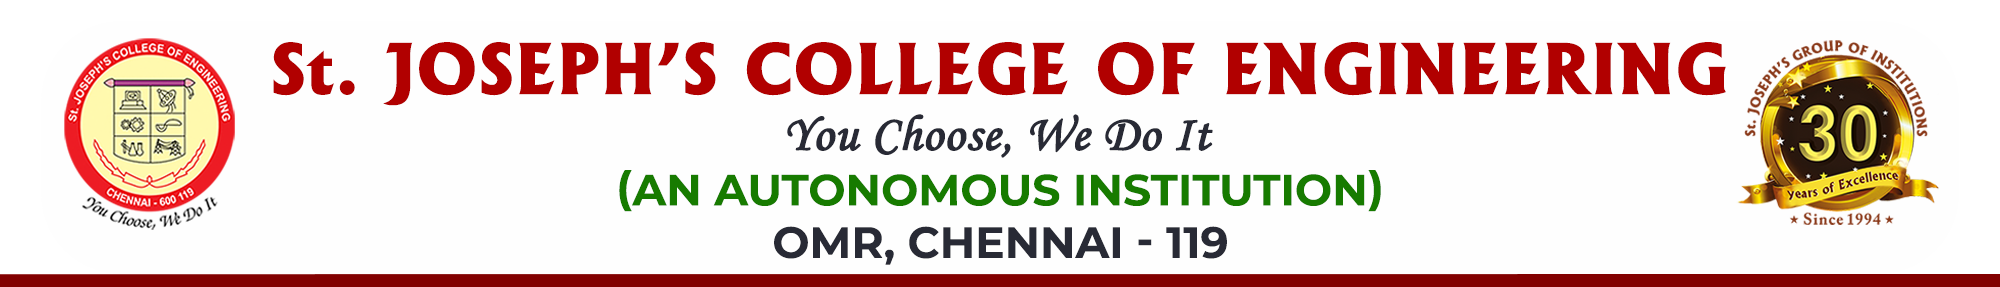 St. JOSEPH'S COLLEGE OF ENGINEERING
CHENNAI - 600 119
You Choose, We Do It
St. JOSEPH'S COLLEGE OF ENGINEERING
You Choose, We Do It
(AN AUTONOMOUS INSTITUTION)
OMR, CHENNAI - 119
St. JOSEPH'S GROUP OF INSTITUTIONS
30
Years of Excellence
★ Since 1994 ★